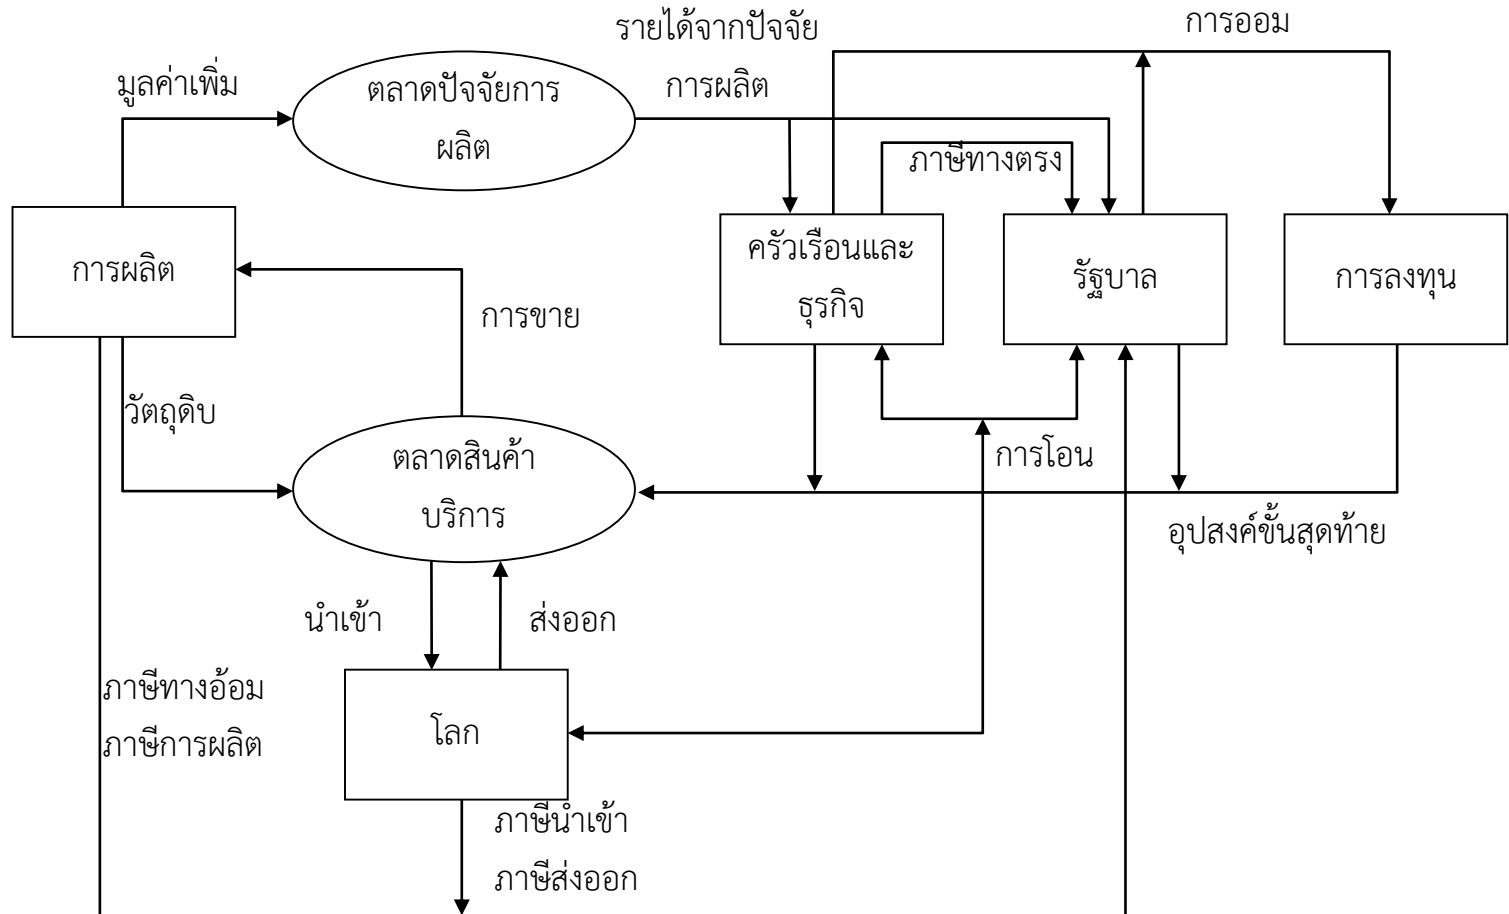 รายได้จากปัจจัย
การผลิต
การออม
มูลค่าเพิ่ม
ตลาดปัจจัยการ
ผลิต
ภาษีทางตรง
การผลิต
ครัวเรือนและ
ธุรกิจ
รัฐบาล
การลงทุน
การขาย
วัตถุดิบ
ตลาดสินค้า
บริการ
การโอน
อุปสงค์ขั้นสุดท้าย
นำเข้า
ส่งออก
ภาษีทางอ้อม
ภาษีการผลิต
โลก
ภาษีนำเข้า
ภาษีส่งออก